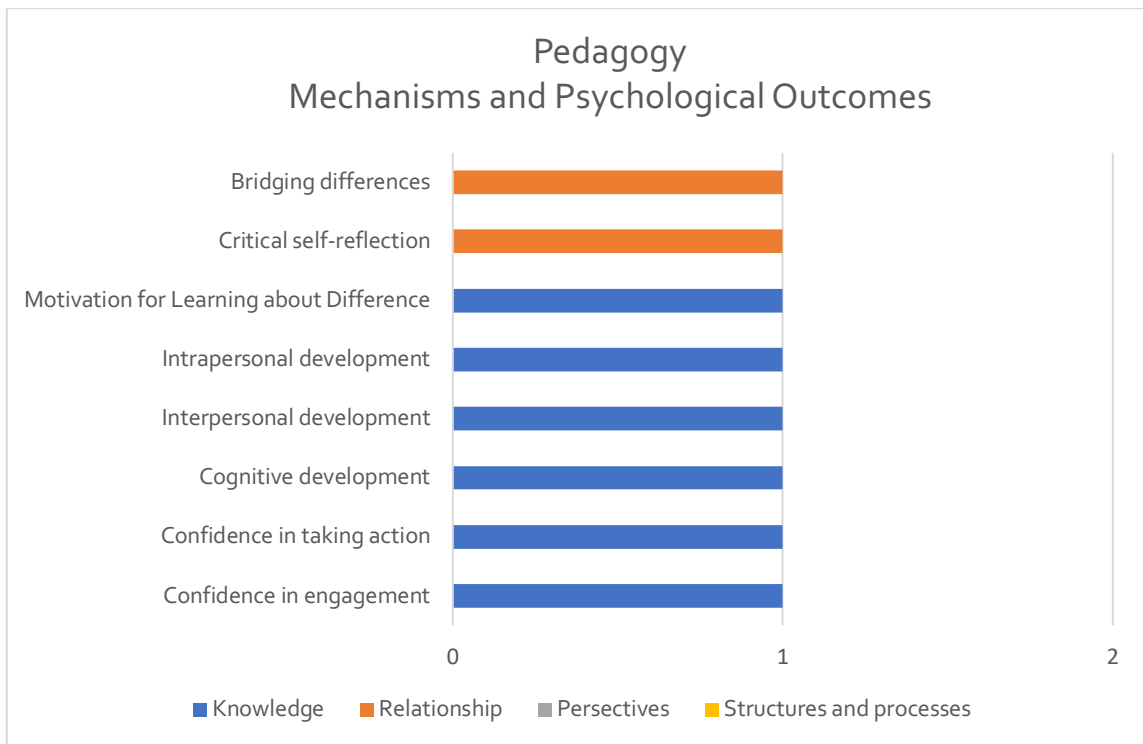 Pedagogy
Mechanisms and Psychological Outcomes
Bridging differences
Critical self-reflection
Motivation for Learning about Difference
Intrapersonal development
Interpersonal development
Cognitive development
Confidence in taking action
Confidence in engagement
0 1 2
Knowledge Relationship Persectives Structures and processes